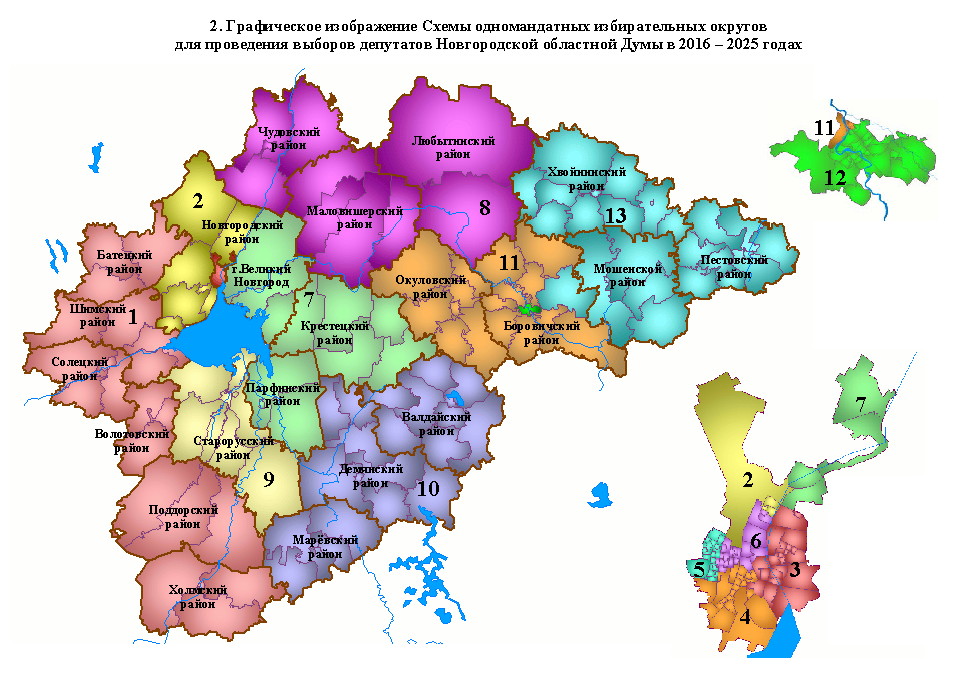 2. Графическое изображение Схемы одномандатных избирательных округов
для проведения выборов депутатов Новгородской областной Думы в 2016 – 2025 годах
Чудовский
район
Любытинский
район
11
12
2
Хвойнинский
район
Маловишерский
район
8
13
Новгородский
район
Батецкий
район
г.Великий
Новгород
Окуловский
район
11
Мошенской
район
Пестовский
район
Шимский
район
1
7
Крестецкий
район
Боровичский
район
Солецкий
район
Парфинский
район
Валдайский
район
7
Волотовский
район
Старорусский
район
9
Демянский
район
10
2
Поддорский
район
Марёвский
район
6
5
3
Холмский
район
4